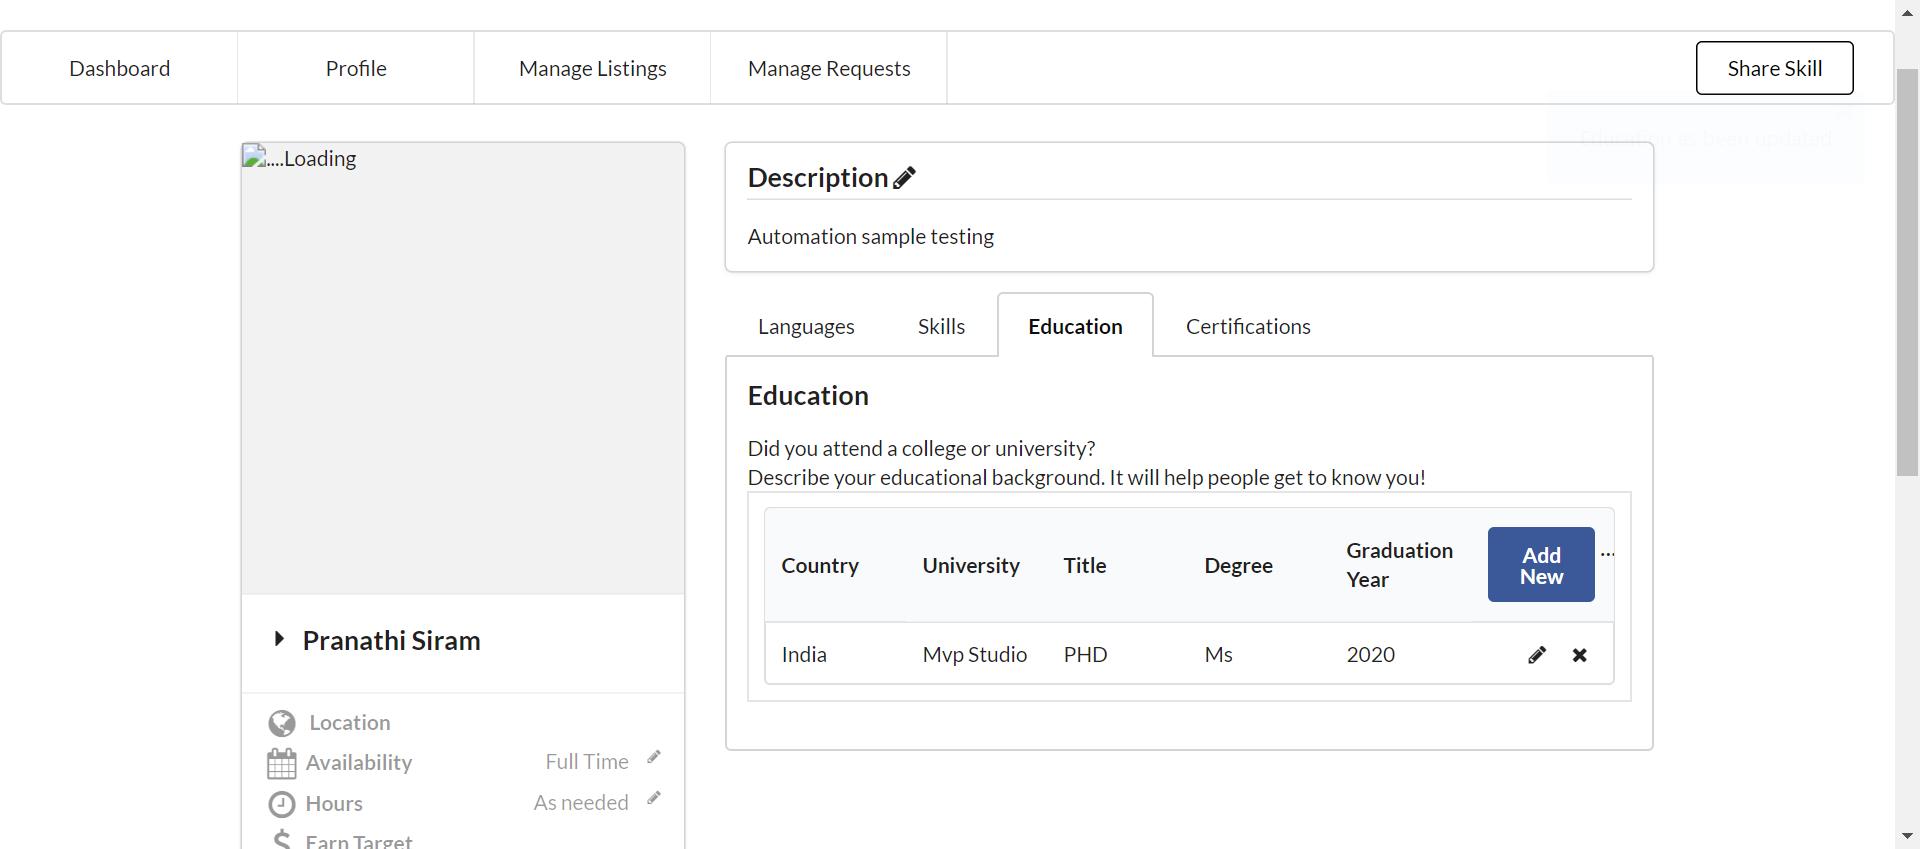 Dashboard Profile Manage Listings Manage Requests Share Skill
Education as been updated
....Loading
Description
Automation sample testing
Languages Skills Education Certifications
Education
Did you attend a college or university?
Describe your educational background. It will help people get to know you!
Country University Title Degree Graduation Year Add New ...
India Mvp Studio PHD Ms 2020
Pranathi Siram
Location
Availability Full Time
Hours As needed
Earn Target